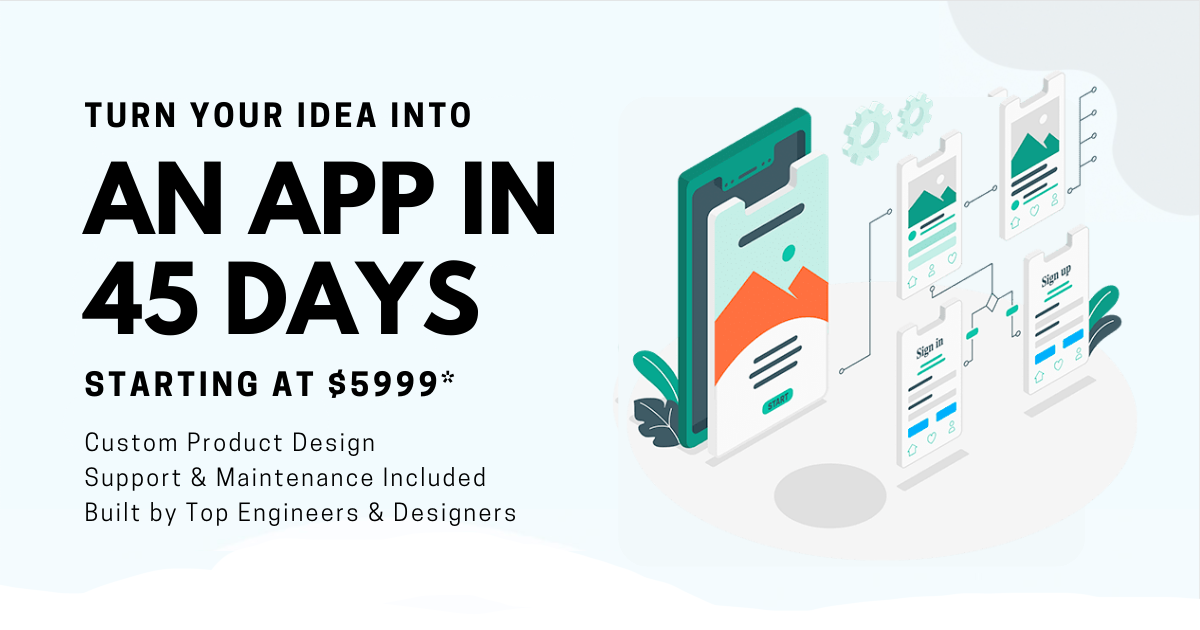 TURN YOUR IDEA INTO
AN APP IN
45 DAYS
STARTING AT $5999*
Custom Product Design
Support & Maintenance Included
Built by Top Engineers & Designers
START
Sign in
Sign up